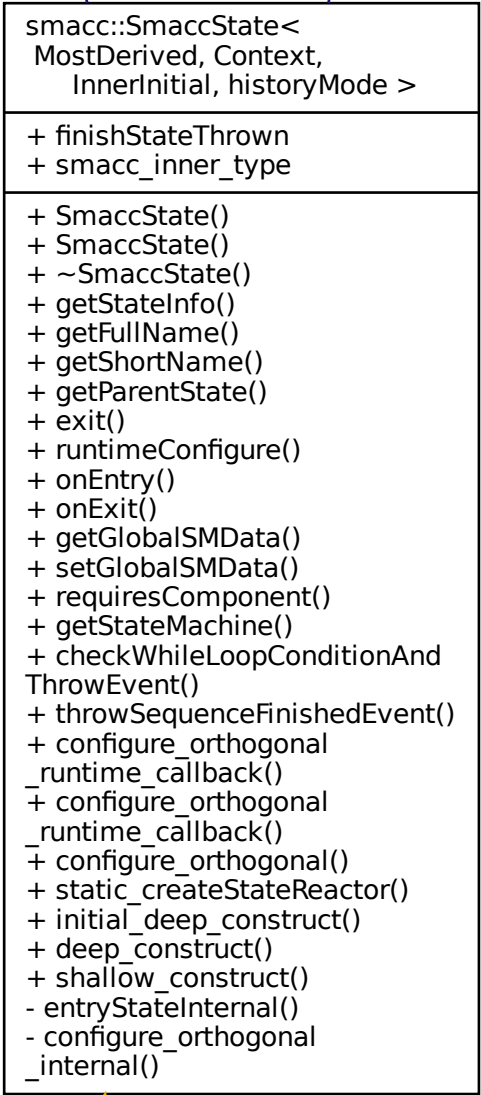 smacc::SmaccState<
MostDerived, Context,
InnerInitial, historyMode >
+ finishStateThrown
+ smacc_inner_type
+ SmaccState()
+ SmaccState()
+ ~SmaccState()
+ getStateInfo()
+ getFullName()
+ getShortName()
+ getParentState()
+ exit()
+ runtimeConfigure()
+ onEntry()
+ onExit()
+ getGlobalSMData()
+ setGlobalSMData()
+ requiresComponent()
+ getStateMachine()
+ checkWhileLoopConditionAnd
ThrowEvent()
+ throwSequenceFinishedEvent()
+ configure_orthogonal
_runtime_callback()
+ configure_orthogonal
_runtime_callback()
+ configure_orthogonal()
+ static_createStateReactor()
+ initial_deep_construct()
+ deep_construct()
+ shallow_construct()
- entryStateInternal()
- configure_orthogonal
_internal()